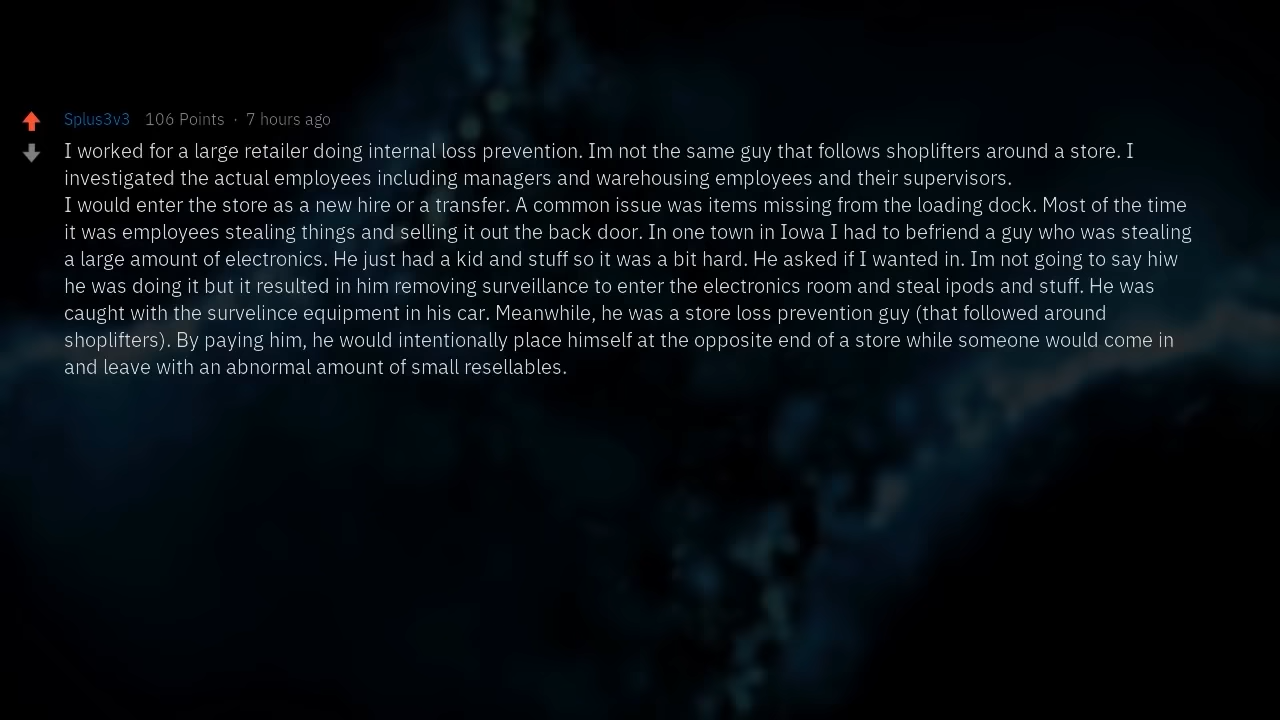 Splus3v3 106 Points · 7 hours ago
I worked for a large retailer doing internal loss prevention. Im not the same guy that follows shoplifters around a store. I
investigated the actual employees including managers and warehousing employees and their supervisors.
I would enter the store as a new hire or a transfer. A common issue was items missing from the loading dock. Most of the time
it was employees stealing things and selling it out the back door. In one town in Iowa I had to befriend a guy who was stealing
a large amount of electronics. He just had a kid and stuff so it was a bit hard. He asked if I wanted in. Im not going to say hiw
he was doing it but it resulted in him removing surveillance to enter the electronics room and steal ipods and stuff. He was
caught with the survelince equipment in his car. Meanwhile, he was a store loss prevention guy (that followed around
shoplifters). By paying him, he would intentionally place himself at the opposite end of a store while someone would come in
and leave with an abnormal amount of small resellables.